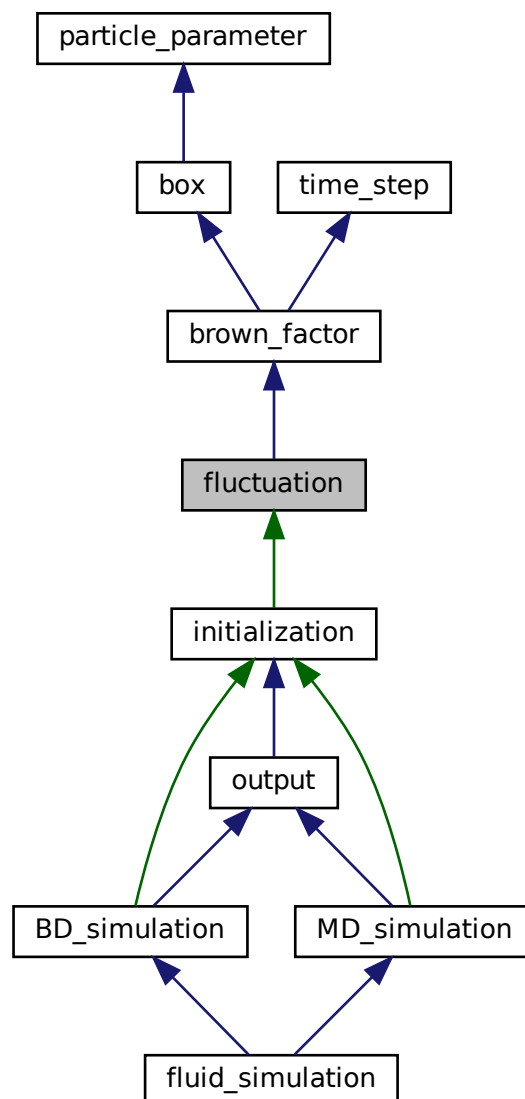 particle_parameter
box
time_step
brown_factor
fluctuation
initialization
output
BD_simulation
MD_simulation
fluid_simulation